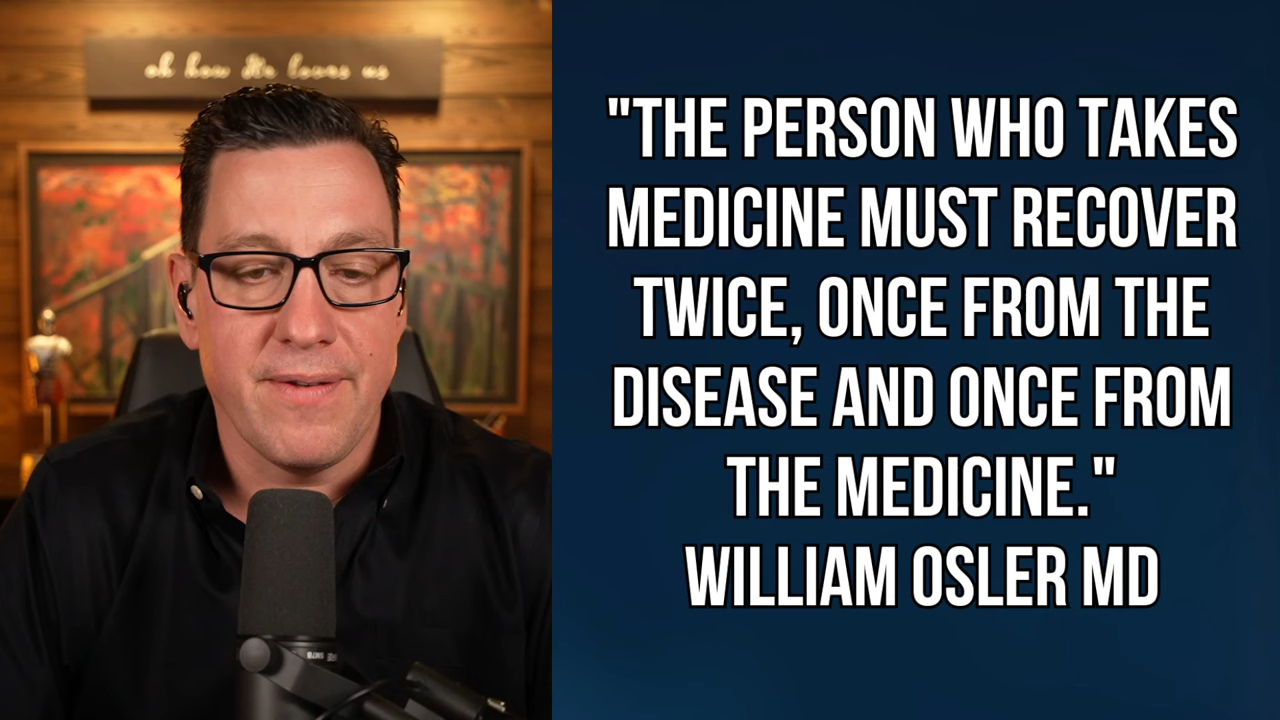 oh how He loves us
"THE PERSON WHO TAKES
MEDICINE MUST RECOVER
TWICE, ONCE FROM THE
DISEASE AND ONCE FROM
THE MEDICINE."
WILLIAM OSLER MD